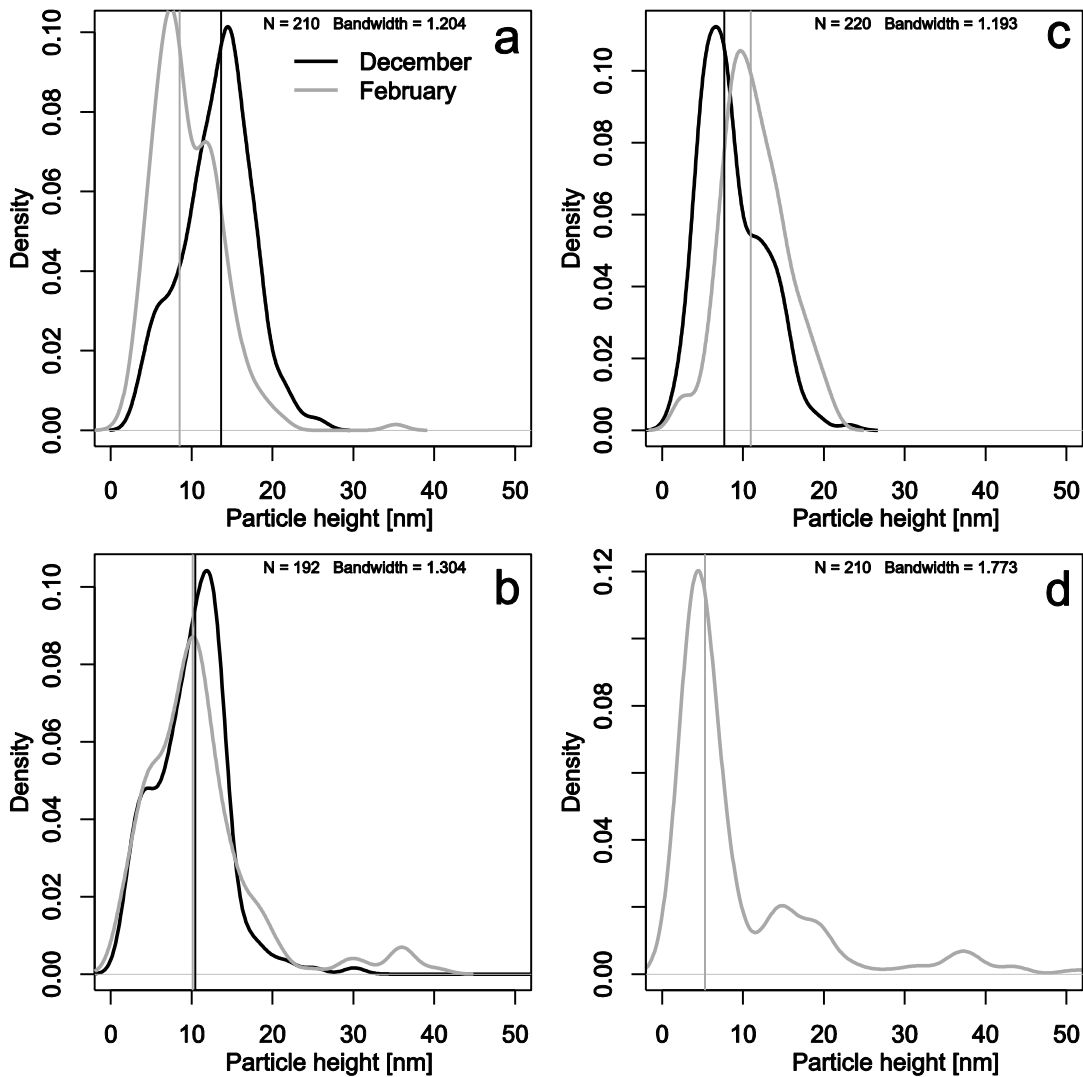 N = 210 Bandwidth = 1.204
a
December
February
Density
0.00 0.02 0.04 0.06 0.08 0.10
0 10 20 30 40 50
Particle height [nm]
N = 220 Bandwidth = 1.193
c
Density
0.00 0.02 0.04 0.06 0.08 0.10
0 10 20 30 40 50
Particle height [nm]
N = 192 Bandwidth = 1.304
b
Density
0.00 0.02 0.04 0.06 0.08 0.10
0 10 20 30 40 50
Particle height [nm]
N = 210 Bandwidth = 1.773
d
Density
0.00 0.04 0.08 0.12
0 10 20 30 40 50
Particle height [nm]